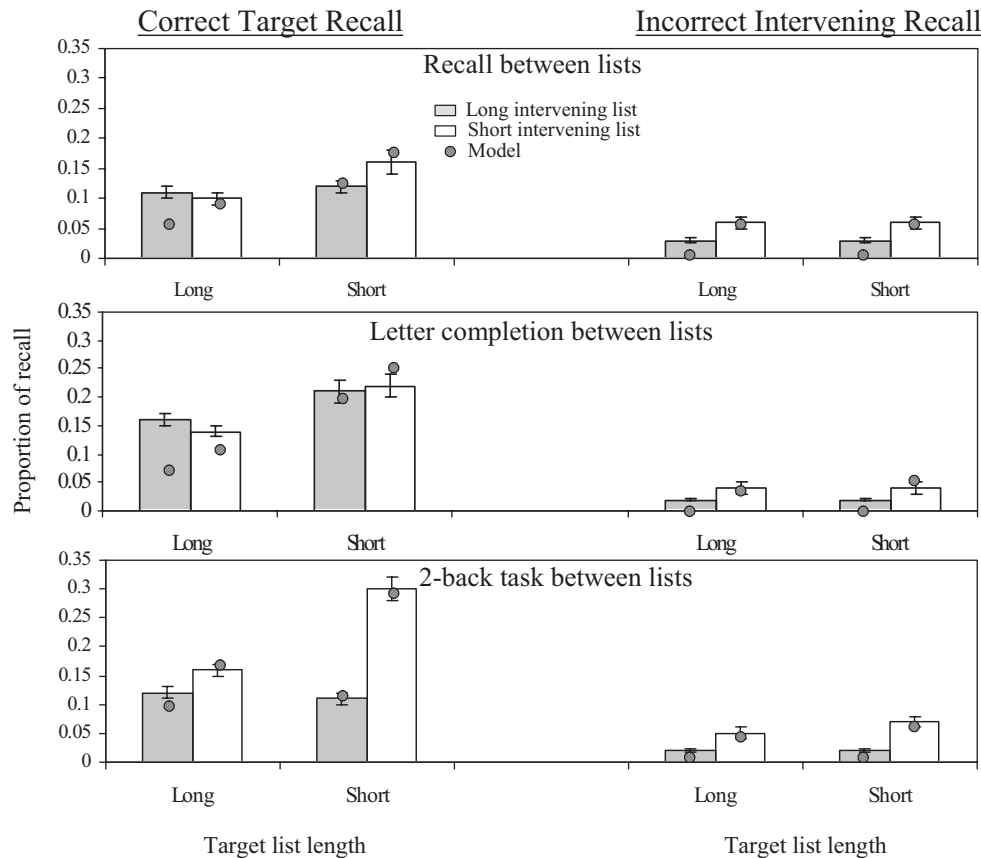 Correct Target Recall
Incorrect Intervening Recall
Recall between lists
Long intervening list
Short intervening list
Model
0.35
0.3
0.25
0.2
0.15
0.1
0.05
0
Long
Short
Long
Short
Letter completion between lists
0.35
0.3
0.25
0.2
0.15
0.1
0.05
0
Long
Short
Long
Short
Proportion of recall
2-back task between lists
0.35
0.3
0.25
0.2
0.15
0.1
0.05
0
Long
Short
Long
Short
Target list length
Target list length